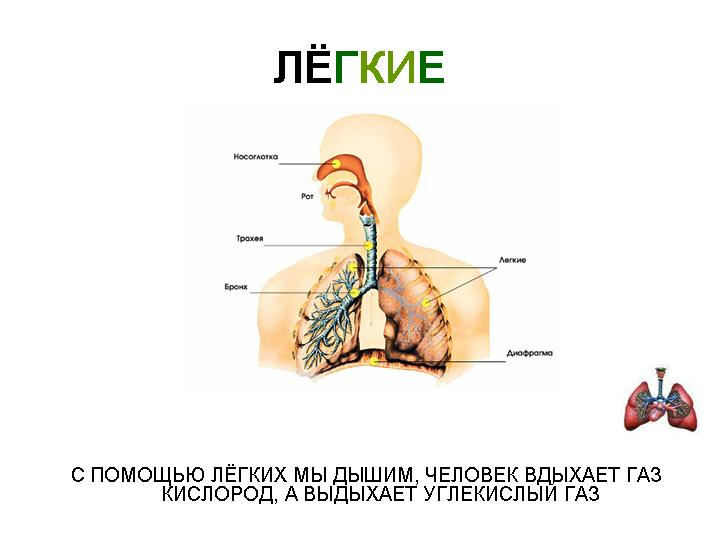 ЛЁГКИЕ
Носоглотка
Рот
Трахея
Легкие
Бронх
Диафрагма
С ПОМОЩЬЮ ЛЁГКИХ МЫ ДЫШИМ, ЧЕЛОВЕК ВДЫХАЕТ ГАЗ
КИСЛОРОД, А ВЫДЫХАЕТ УГЛЕКИСЛЫЙ ГАЗ